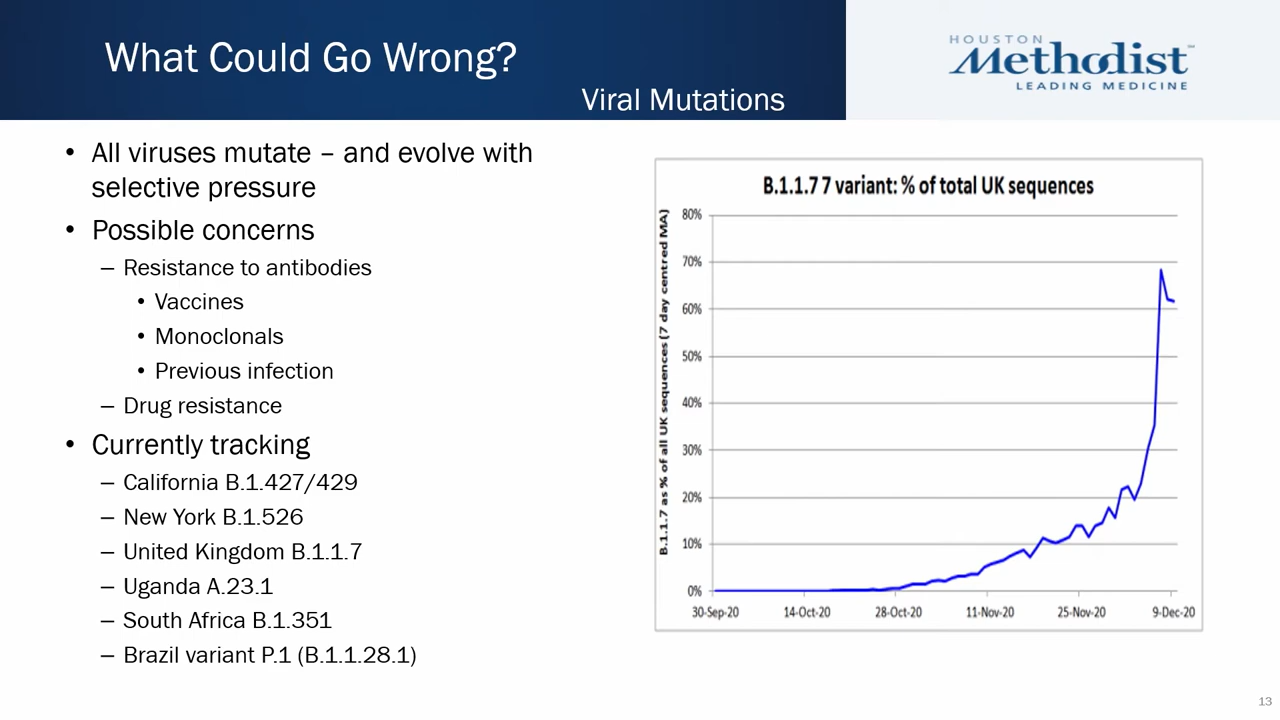 What Could Go Wrong?
Viral Mutations
HOUSTON
Methodist™
LEADING MEDICINE
• All viruses mutate – and evolve with
selective pressure
• Possible concerns
– Resistance to antibodies
• Vaccines
• Monoclonals
• Previous infection
– Drug resistance
• Currently tracking
– California B.1.427/429
– New York B.1.526
– United Kingdom B.1.1.7
– Uganda A.23.1
– South Africa B.1.351
– Brazil variant P.1 (B.1.1.28.1)
B.1.1.7 7 variant: % of total UK sequences
B.1.1.7 as % of all UK sequences (7 day centred MA)
80%
70%
60%
50%
40%
30%
20%
10%
0%
30-Sep-20 14-Oct-20 28-Oct-20 11-Nov-20 25-Nov-20 9-Dec-20
13